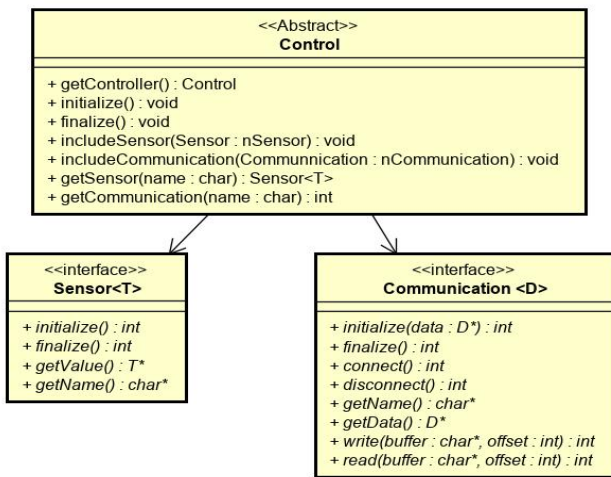 <<Abstract>>
Control
+ getController() : Control
+ initialize() : void
+ finalize() : void
+ includeSensor(Sensor : nSensor) : void
+ includeCommunication(Communnication : nCommunication) : void
+ getSensor(name : char) : Sensor<T>
+ getCommunication(name : char) : int
<<interface>>
Sensor<T>
+ initialize() : int
+ finalize() : int
+ getValue() : T*
+ getName() : char*
<<interface>>
Communication <D>
+ initialize(data : D*) : int
+ finalize() : int
+ connect() : int
+ disconnect() : int
+ getName() : char*
+ getData() : D*
+ write(buffer : char*, offset : int) : int
+ read(buffer : char*, offset : int) : int